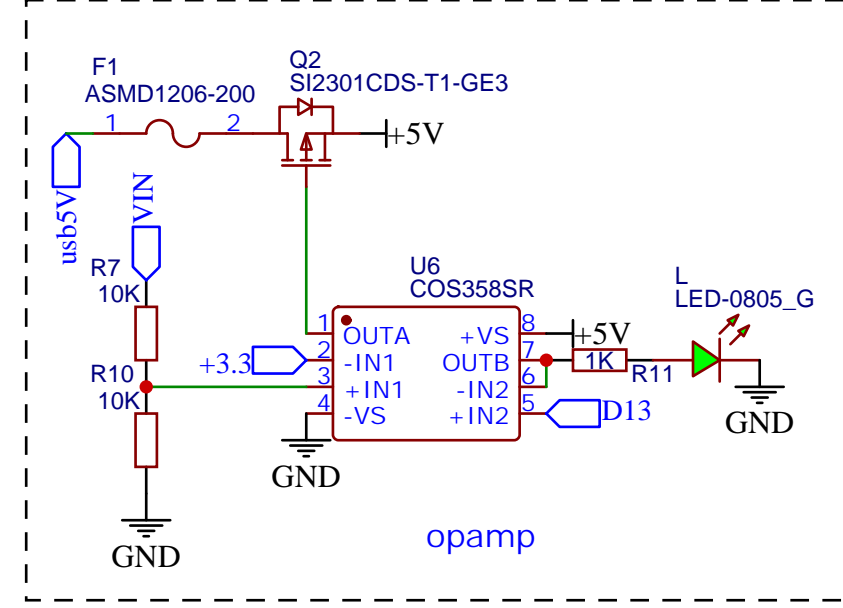 F1
ASMD1206-200
1
2
Q2
SI2301CDS-T1-GE3
+5V
usb5V
VIN
R7
10K
R10
10K
GND
+3.3
U6
COS358SR
1 OUTA
2 -IN1
3 +IN1
4 -VS
+VS 8
OUTB 7
-IN2 6
+IN2 5
GND
+5V
1K
R11
D13
L
LED-0805_G
GND
opamp